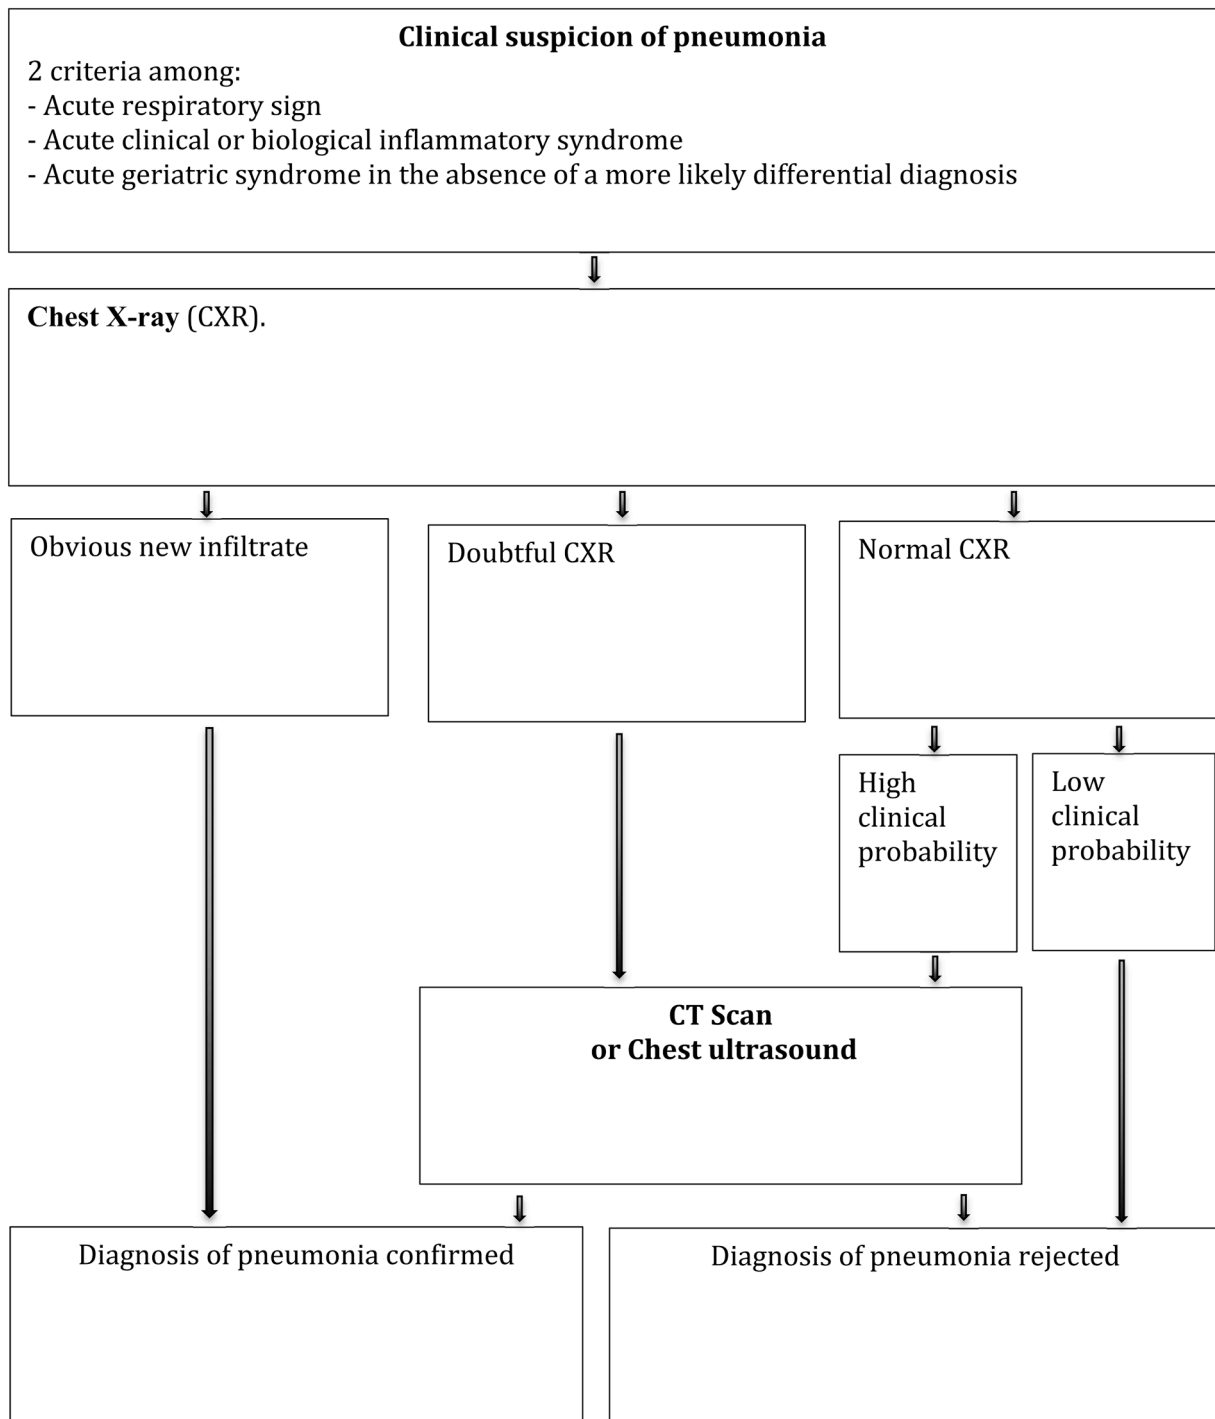 Clinical suspicion of pneumonia
2 criteria among:
- Acute respiratory sign
- Acute clinical or biological inflammatory syndrome
- Acute geriatric syndrome in the absence of a more likely differential diagnosis
Chest X-ray (CXR).
Obvious new infiltrate
Doubtful CXR
Normal CXR
High
clinical
probability
Low
clinical
probability
CT Scan
or Chest ultrasound
Diagnosis of pneumonia confirmed
Diagnosis of pneumonia rejected